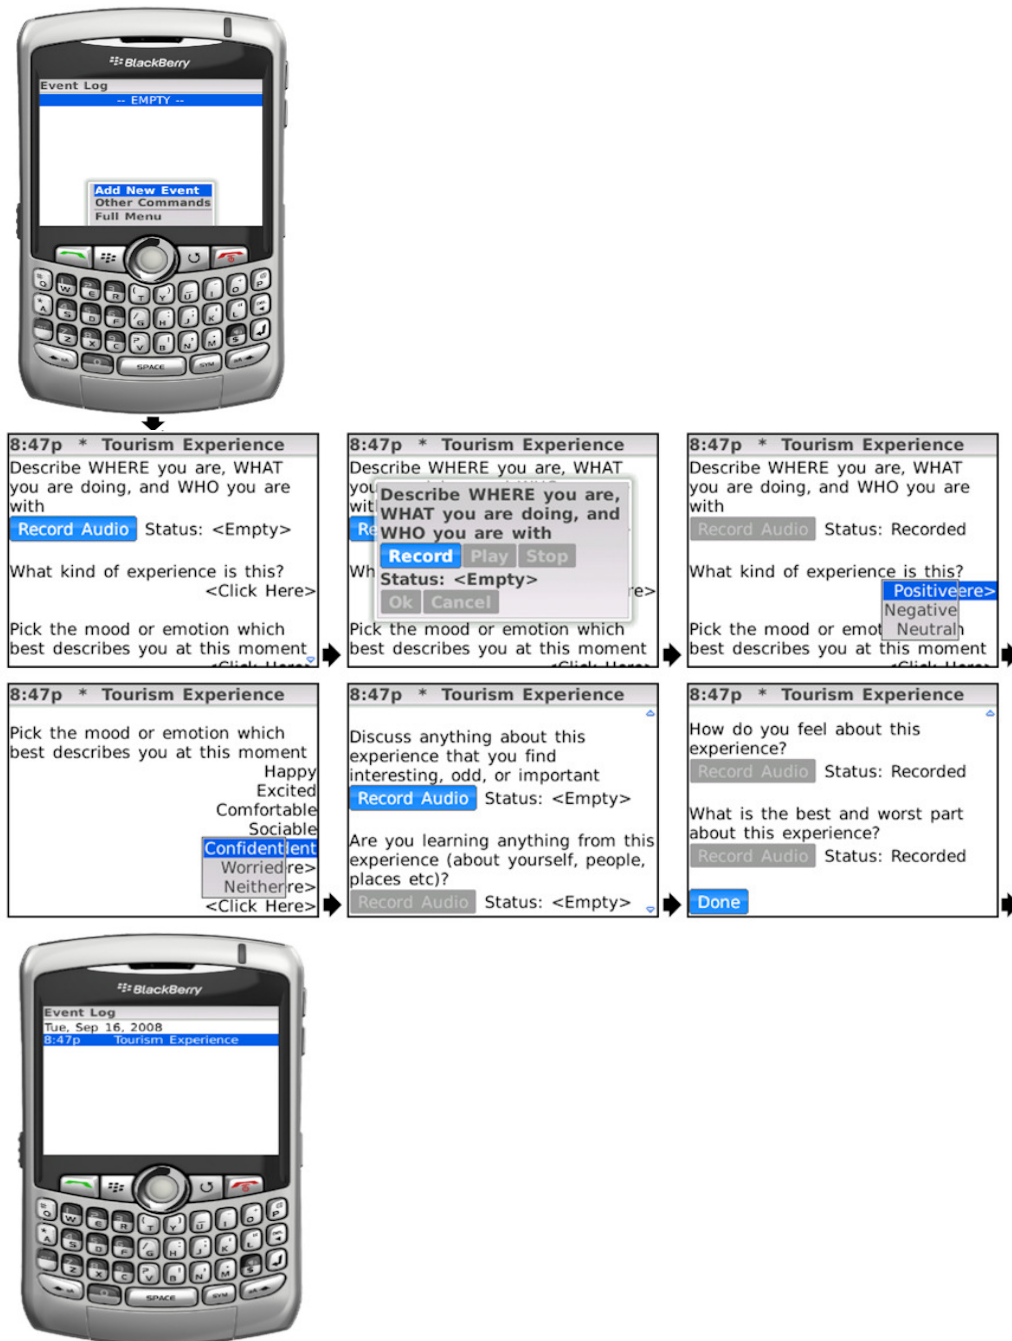 BlackBerry
Event Log
-- EMPTY --
Add New Event
Other Commands
Full Menu
Q W E R T Y U I O P
A S D F G H J K L
Z X C V B N M $
SPACE SYM
8:47p * Tourism Experience
Describe WHERE you are, WHAT
you are doing, and WHO you are
with
Record Audio Status: <Empty>
What kind of experience is this?
<Click Here>
Pick the mood or emotion which
best describes you at this moment
<Click Here>
8:47p * Tourism Experience
Describe WHERE you are, WHAT
Describe WHERE you are,
WHAT you are doing, and
WHO you are with
Record Play Stop
Status: <Empty>
Ok Cancel
Pick the mood or emotion which
best describes you at this moment
<Click Here>
8:47p * Tourism Experience
Describe WHERE you are, WHAT
you are doing, and WHO you are
with
Record Audio Status: Recorded
What kind of experience is this?
Positive
Negative
Neutral
Pick the mood or
best describes you at this moment
<Click Here>
8:47p * Tourism Experience
Pick the mood or emotion which
best describes you at this moment
Happy
Excited
Comfortable
Sociable
Confident
Worried
Neither
<Click Here>
8:47p * Tourism Experience
Discuss anything about this
experience that you find
interesting, odd, or important
Record Audio Status: <Empty>
Are you learning anything from this
experience (about yourself, people,
places etc)?
Record Audio Status: <Empty>
8:47p * Tourism Experience
How do you feel about this
experience?
Record Audio Status: Recorded
What is the best and worst part
about this experience?
Record Audio Status: Recorded
Done
BlackBerry
Event Log
Tue, Sep 16, 2008
8:47p Tourism Experience
Q W E R T Y U I O P
A S D F G H J K L
Z X C V B N M $
SPACE SYM